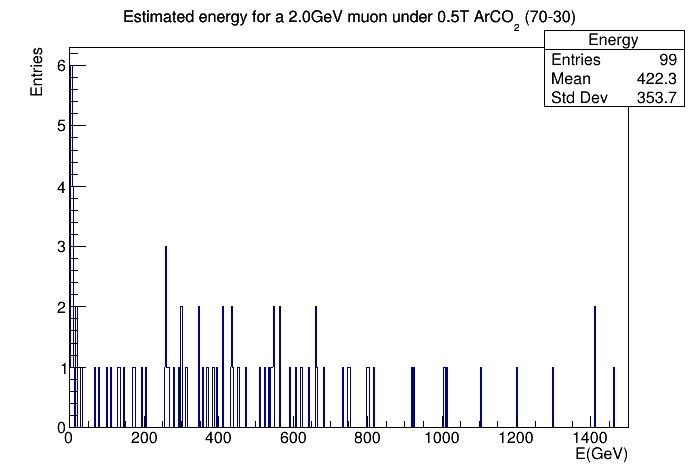 Estimated energy for a 2.0GeV muon under 0.5T ArCO2 (70-30)
Energy
Entries 99
Mean 422.3
Std Dev 353.7
Entries
6
5
4
3
2
1
0
0 200 400 600 800 1000 1200 1400
E(GeV)